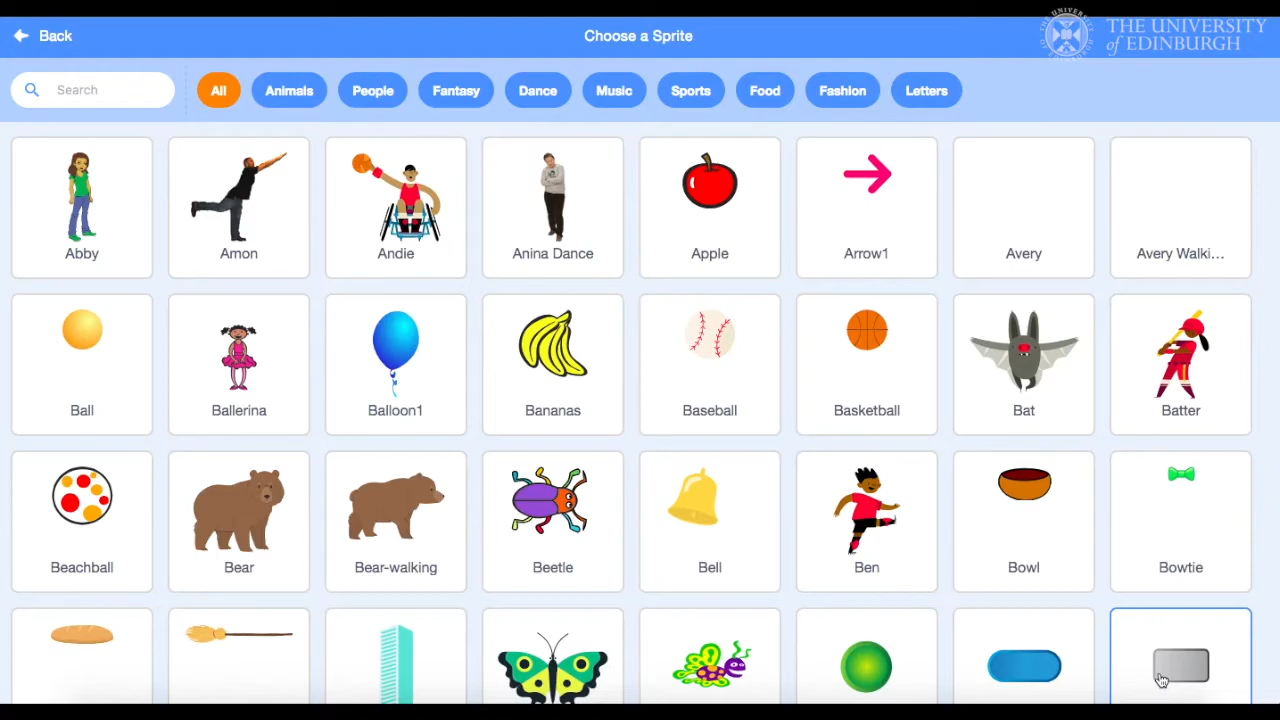 Back
Choose a Sprite
THE UNIVERSITY
of EDINBURGH
Search
All
Animals
People
Fantasy
Dance
Music
Sports
Food
Fashion
Letters
Abby
Amon
Andie
Anina Dance
Apple
Arrow1
Avery
Avery Walki...
Ball
Ballerina
Balloon1
Bananas
Baseball
Basketball
Bat
Batter
Beachball
Bear
Bear-walking
Beetle
Bell
Ben
Bowl
Bowtie